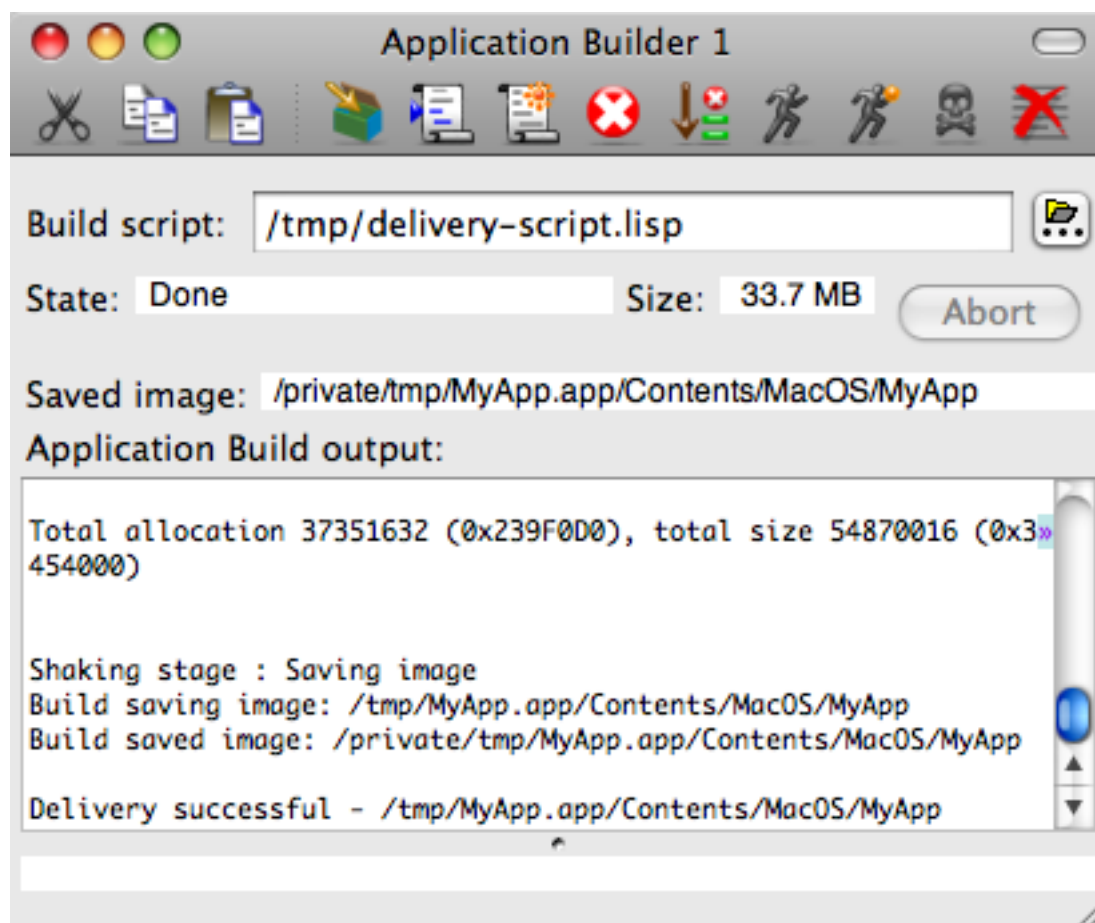 Application Builder 1
Build script: /tmp/delivery-script.lisp
State: Done Size: 33.7 MB Abort
Saved image: /private/tmp/MyApp.app/Contents/MacOS/MyApp
Application Build output:
Total allocation 37351632 (0x239F0D0), total size 54870016 (0x3»
454000)
Shaking stage : Saving image
Build saving image: /tmp/MyApp.app/Contents/MacOS/MyApp
Build saved image: /private/tmp/MyApp.app/Contents/MacOS/MyApp
Delivery successful - /tmp/MyApp.app/Contents/MacOS/MyApp